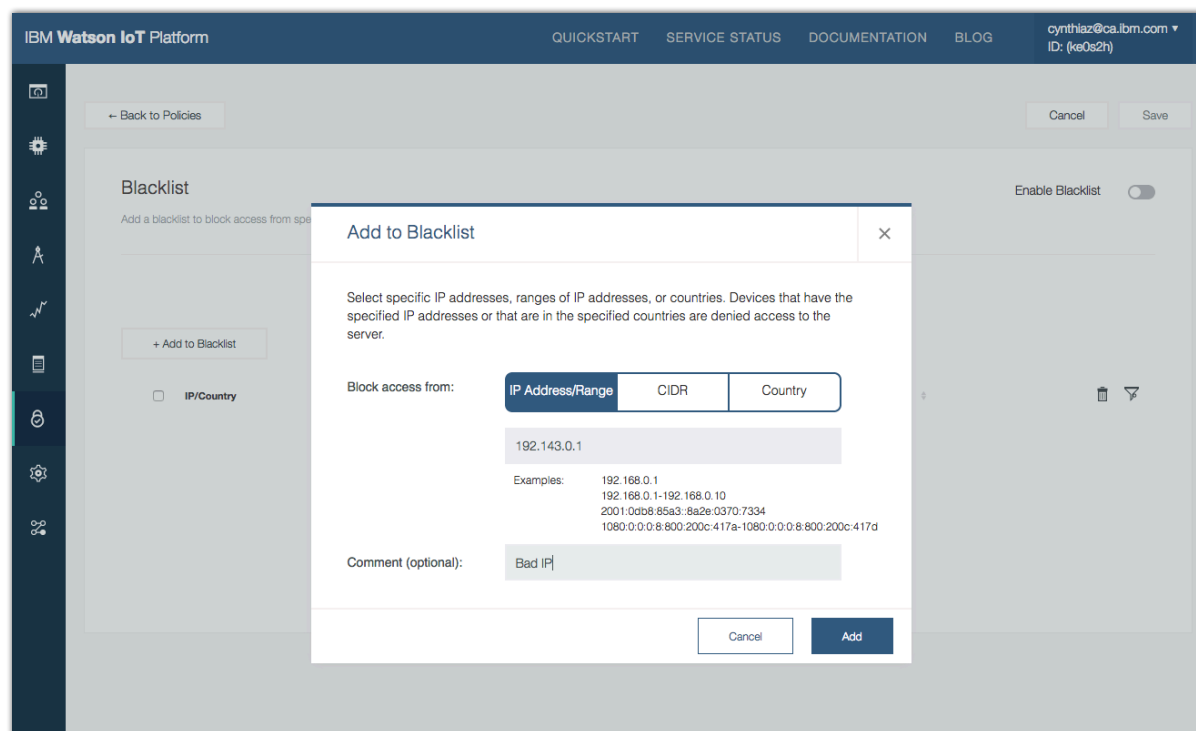 IBM Watson IoT Platform
QUICKSTART SERVICE STATUS DOCUMENTATION BLOG
cynthiaz@ca.ibm.com ▾
ID: (ke0s2h)
← Back to Policies
Cancel
Save
Blacklist
Enable Blacklist
Add a blacklist to block access from spe
Add to Blacklist
Select specific IP addresses, ranges of IP addresses, or countries. Devices that have the
specified IP addresses or that are in the specified countries are denied access to the
server.
+ Add to Blacklist
IP/Country
Block access from:
IP Address/Range CIDR Country
192.143.0.1
Examples: 192.168.0.1
192.168.0.1-192.168.0.10
2001:0db8:85a3::8a2e:0370:7334
1080:0:0:0:8:800:200c:417a-1080:0:0:0:8:800:200c:417d
Comment (optional): Bad IP
Cancel
Add